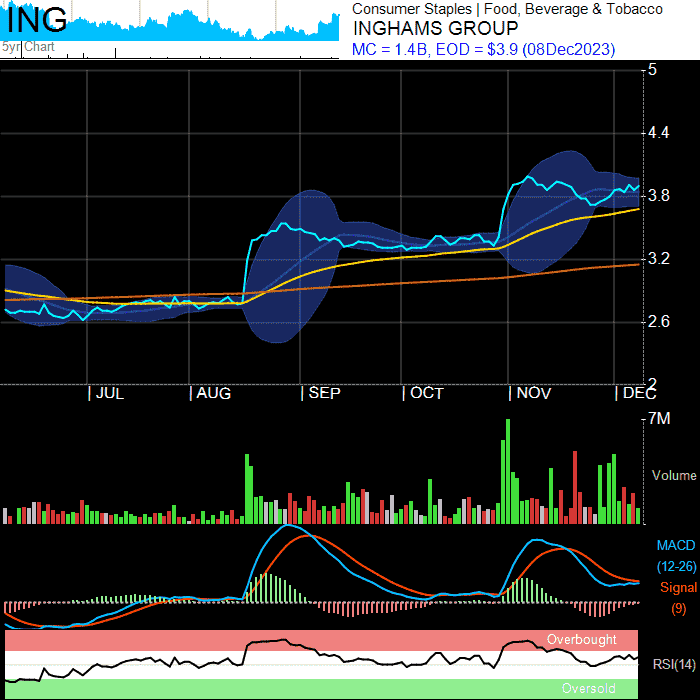 ING
5yr Chart
Consumer Staples | Food, Beverage & Tobacco
INGHAMS GROUP
MC = 1.4B, EOD = $3.9 (08Dec2023)
5
4.4
3.8
3.2
2.6
2
| JUL | AUG | SEP | OCT | NOV | DEC
7M
Volume
MACD
(12-26)
Signal
(9)
Overbought
RSI(14)
Oversold